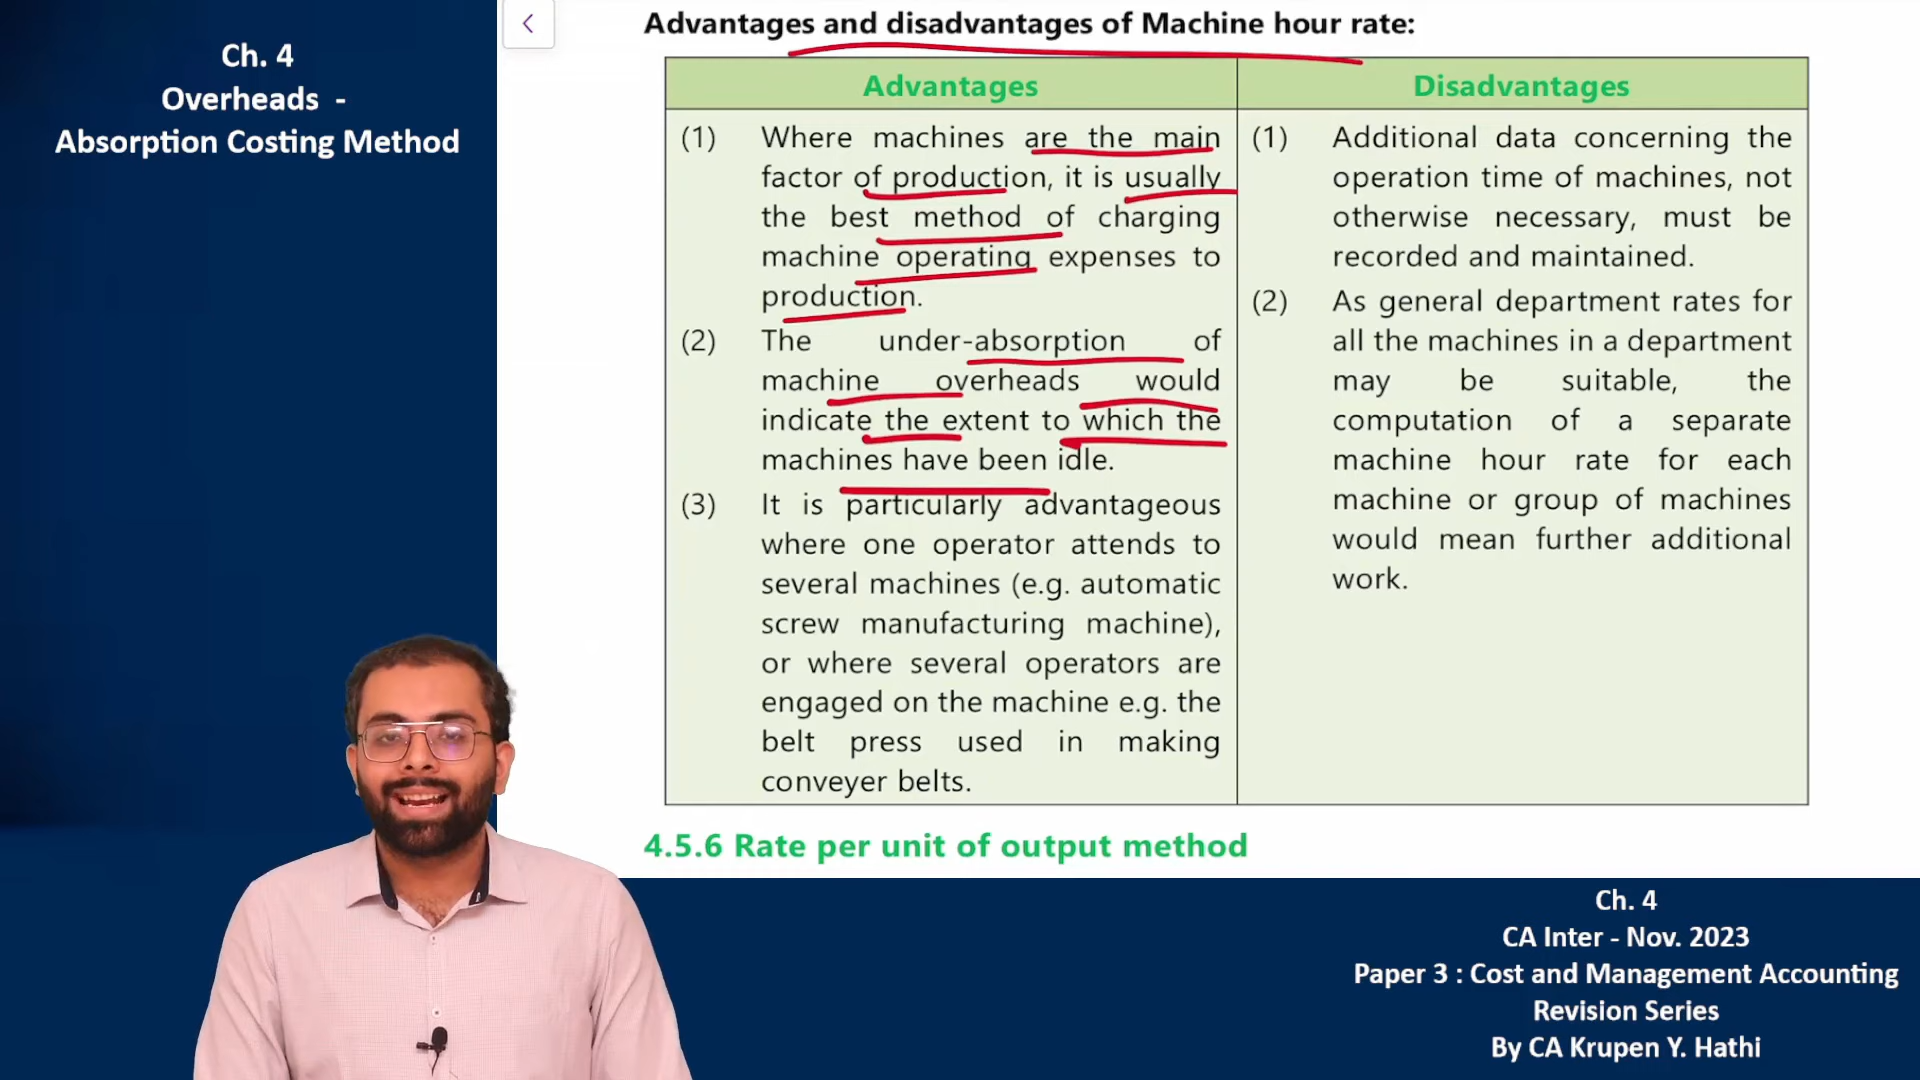 Ch. 4
Overheads -
Absorption Costing Method
Advantages and disadvantages of Machine hour rate:
Advantages
(1) Where machines are the main
factor of production, it is usually
the best method of charging
machine operating expenses to
production.
(2) The under-absorption of
machine overheads would
indicate the extent to which the
machines have been idle.
(3) It is particularly advantageous
where one operator attends to
several machines (e.g. automatic
screw manufacturing machine),
or where several operators are
engaged on the machine e.g. the
belt press used in making
conveyer belts.
Disadvantages
(1) Additional data concerning the
operation time of machines, not
otherwise necessary, must be
recorded and maintained.
(2) As general department rates for
all the machines in a department
may be suitable, the
computation of a separate
machine hour rate for each
machine or group of machines
would mean further additional
work.
4.5.6 Rate per unit of output method
Ch. 4
CA Inter - Nov. 2023
Paper 3 : Cost and Management Accounting
Revision Series
By CA Krupen Y. Hathi